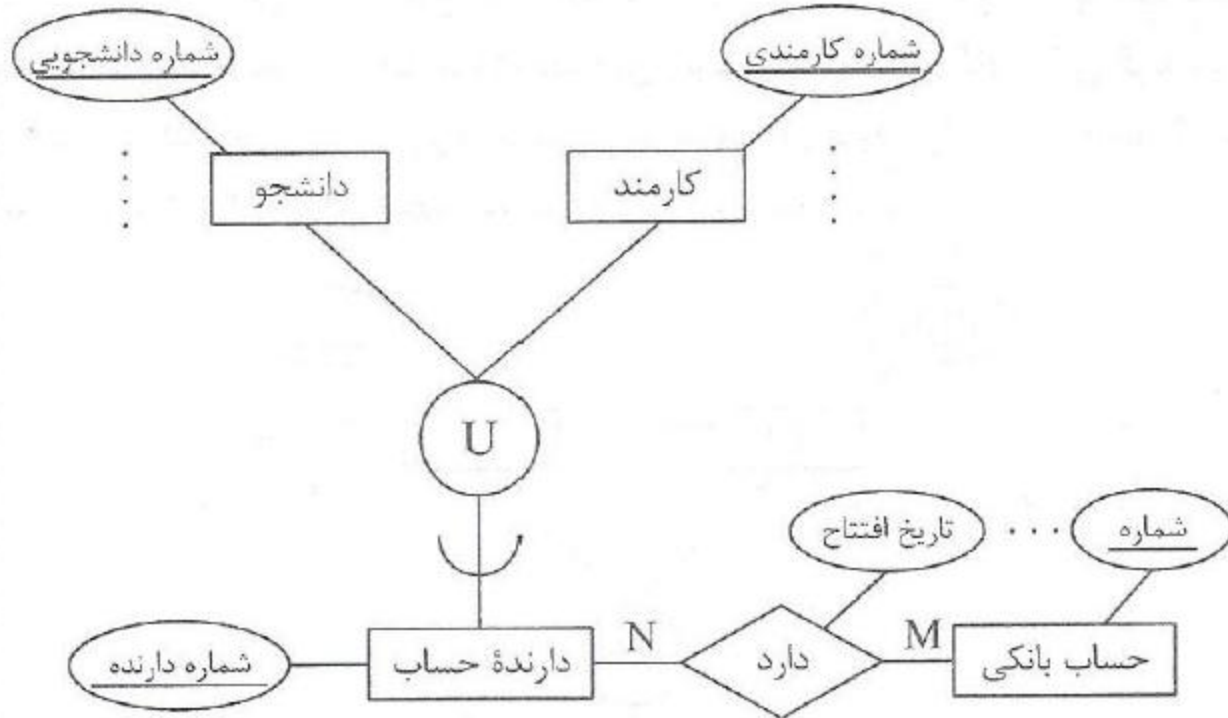 شماره کارمندی
شماره دانشجویی
کارمند
دانشجو
U
شماره
...
تاریخ افتتاح
حساب بانکی
M
دارد
N
دارندهٔ حساب
شماره دارنده